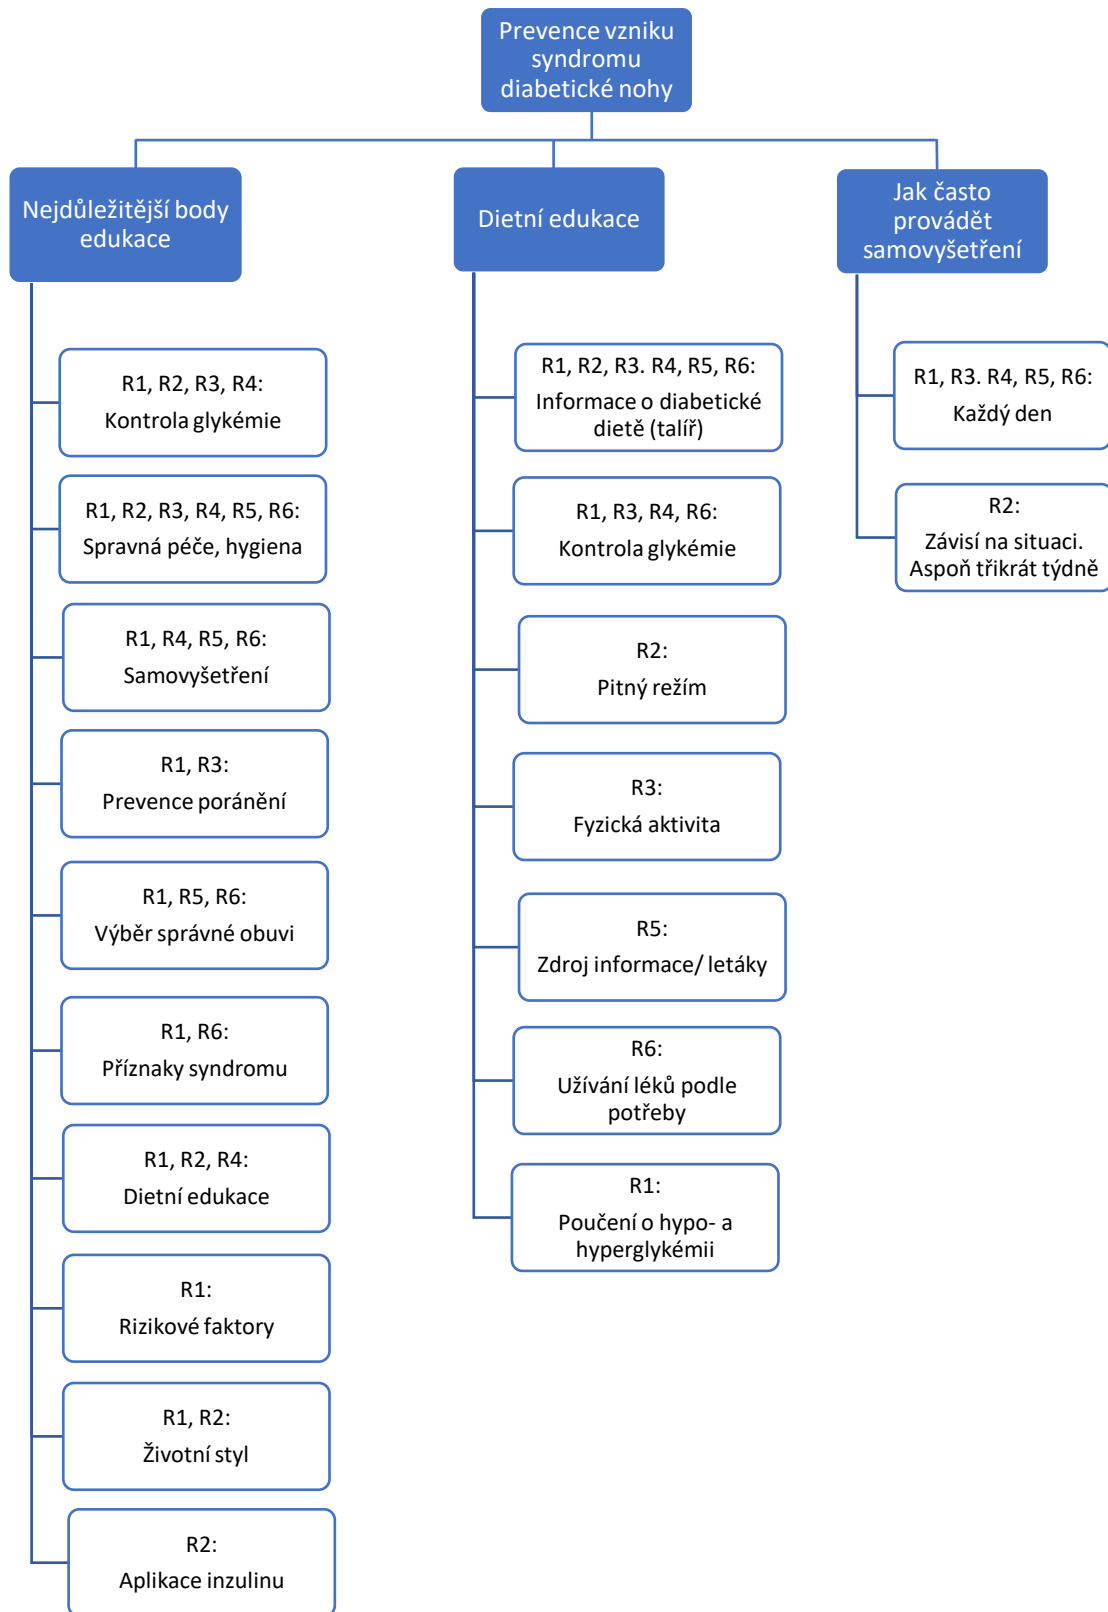 Prevence vzniku
syndromu
diabetické nohy
Nejdůležitější body
edukace
R1, R2, R3, R4:
Kontrola glykémie
R1, R2, R3, R4, R5, R6:
Spravná péče, hygiena
R1, R4, R5, R6:
Samovyšetření
R1, R3:
Prevence poránění
R1, R5, R6:
Výběr správné obuvi
R1, R6:
Příznaky syndromu
R1, R2, R4:
Dietní edukace
R1:
Rizikové faktory
R1, R2:
Životní styl
R2:
Aplikace inzulinu
Dietní edukace
R1, R2, R3. R4, R5, R6:
Informace o diabetické
dietě (talíř)
R1, R3, R4, R6:
Kontrola glykémie
R2:
Pitný režím
R3:
Fyzická aktivita
R5:
Zdroj informace/ letáky
R6:
Užívání léků podle
potřeby
R1:
Poučení o hypo- a
hyperglykémii
Jak často
provádět
samovyšetření
R1, R3. R4, R5, R6:
Každý den
R2:
Závisí na situaci.
Aspoň třikrát týdně